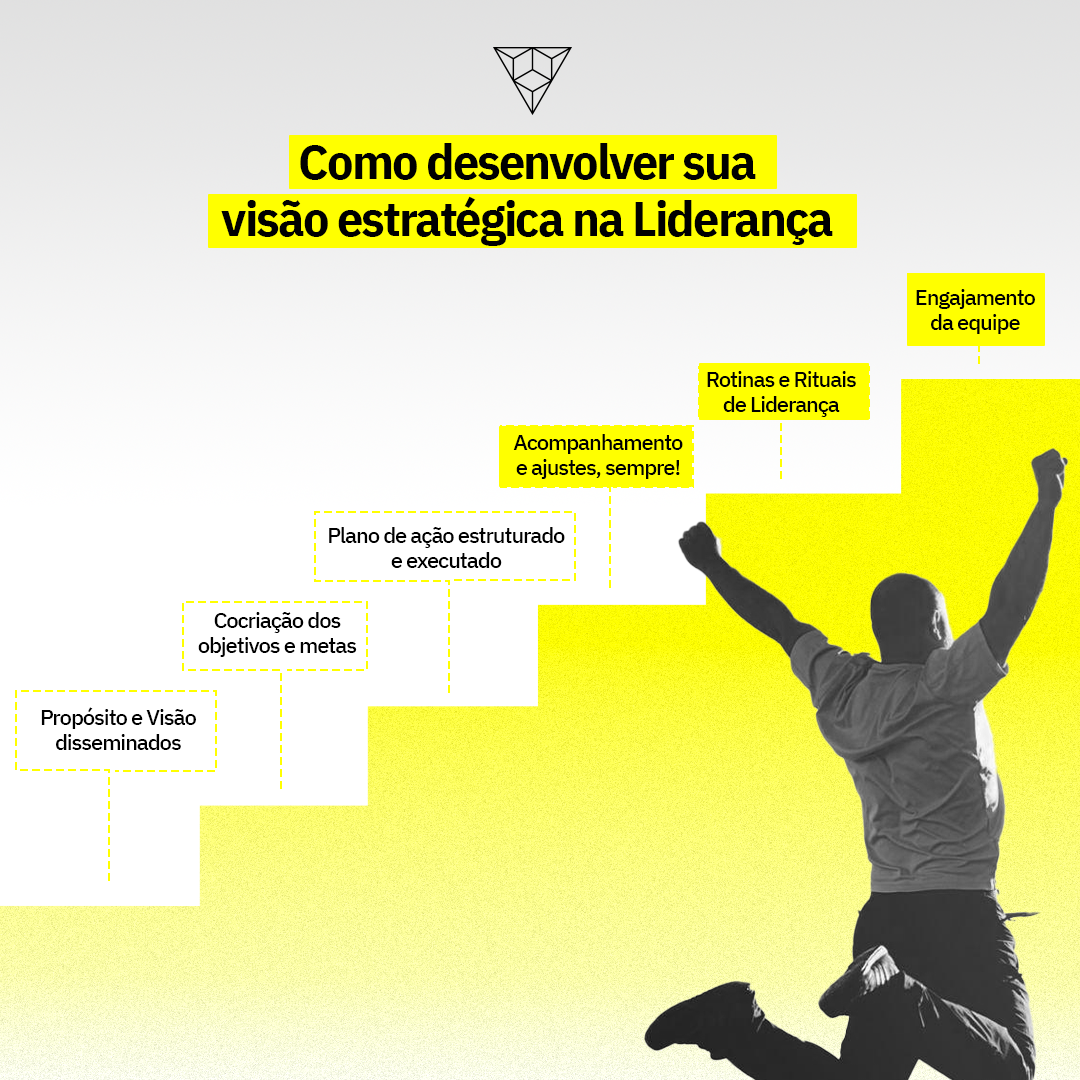 Como desenvolver sua
visão estratégica na Liderança
Engajamento
da equipe
Rotinas e Rituais
de Liderança
Acompanhamento
e ajustes, sempre!
Plano de ação estruturado
e executado
Cocriação dos
objetivos e metas
Propósito e Visão
disseminados